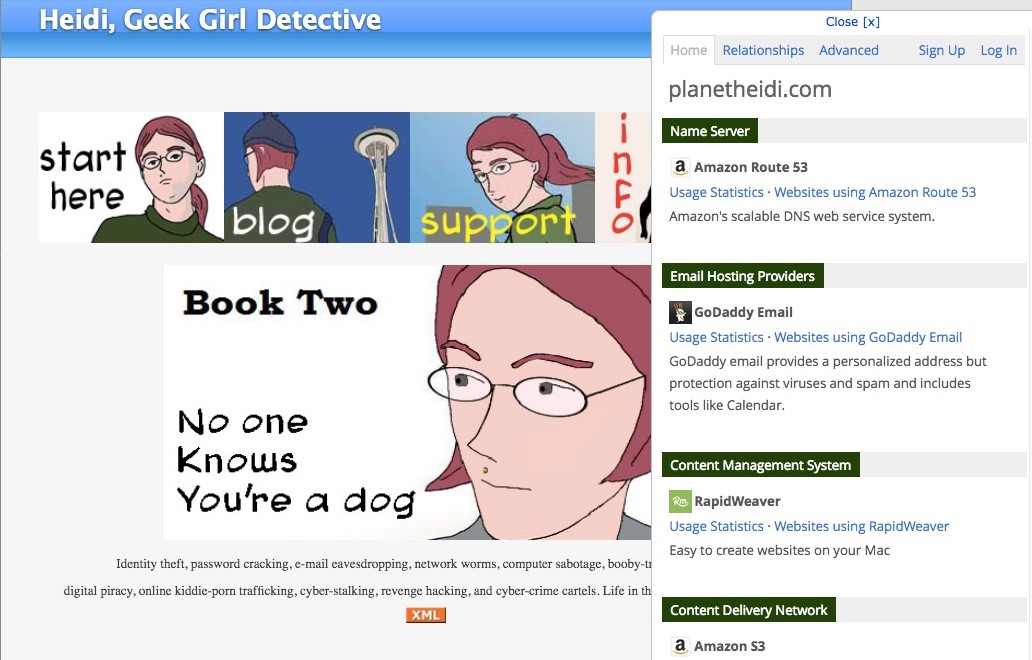 Heidi, Geek Girl Detective
start
here
blog
support
info
Book Two
No one
Knows
You're a dog
Identity theft, password cracking, e-mail eavesdropping, network worms, computer sabotage, booby-tr
digital piracy, online kiddie-porn trafficking, cyber-stalking, revenge hacking, and cyber-crime cartels. Life in th
XML
Close [x]
Home Relationships Advanced Sign Up Log In
planetheidi.com
Name Server
a Amazon Route 53
Usage Statistics · Websites using Amazon Route 53
Amazon's scalable DNS web service system.
Email Hosting Providers
GoDaddy Email
Usage Statistics · Websites using GoDaddy Email
GoDaddy email provides a personalized address but
protection against viruses and spam and includes
tools like Calendar.
Content Management System
Rm RapidWeaver
Usage Statistics · Websites using RapidWeaver
Easy to create websites on your Mac
Content Delivery Network
a Amazon S3